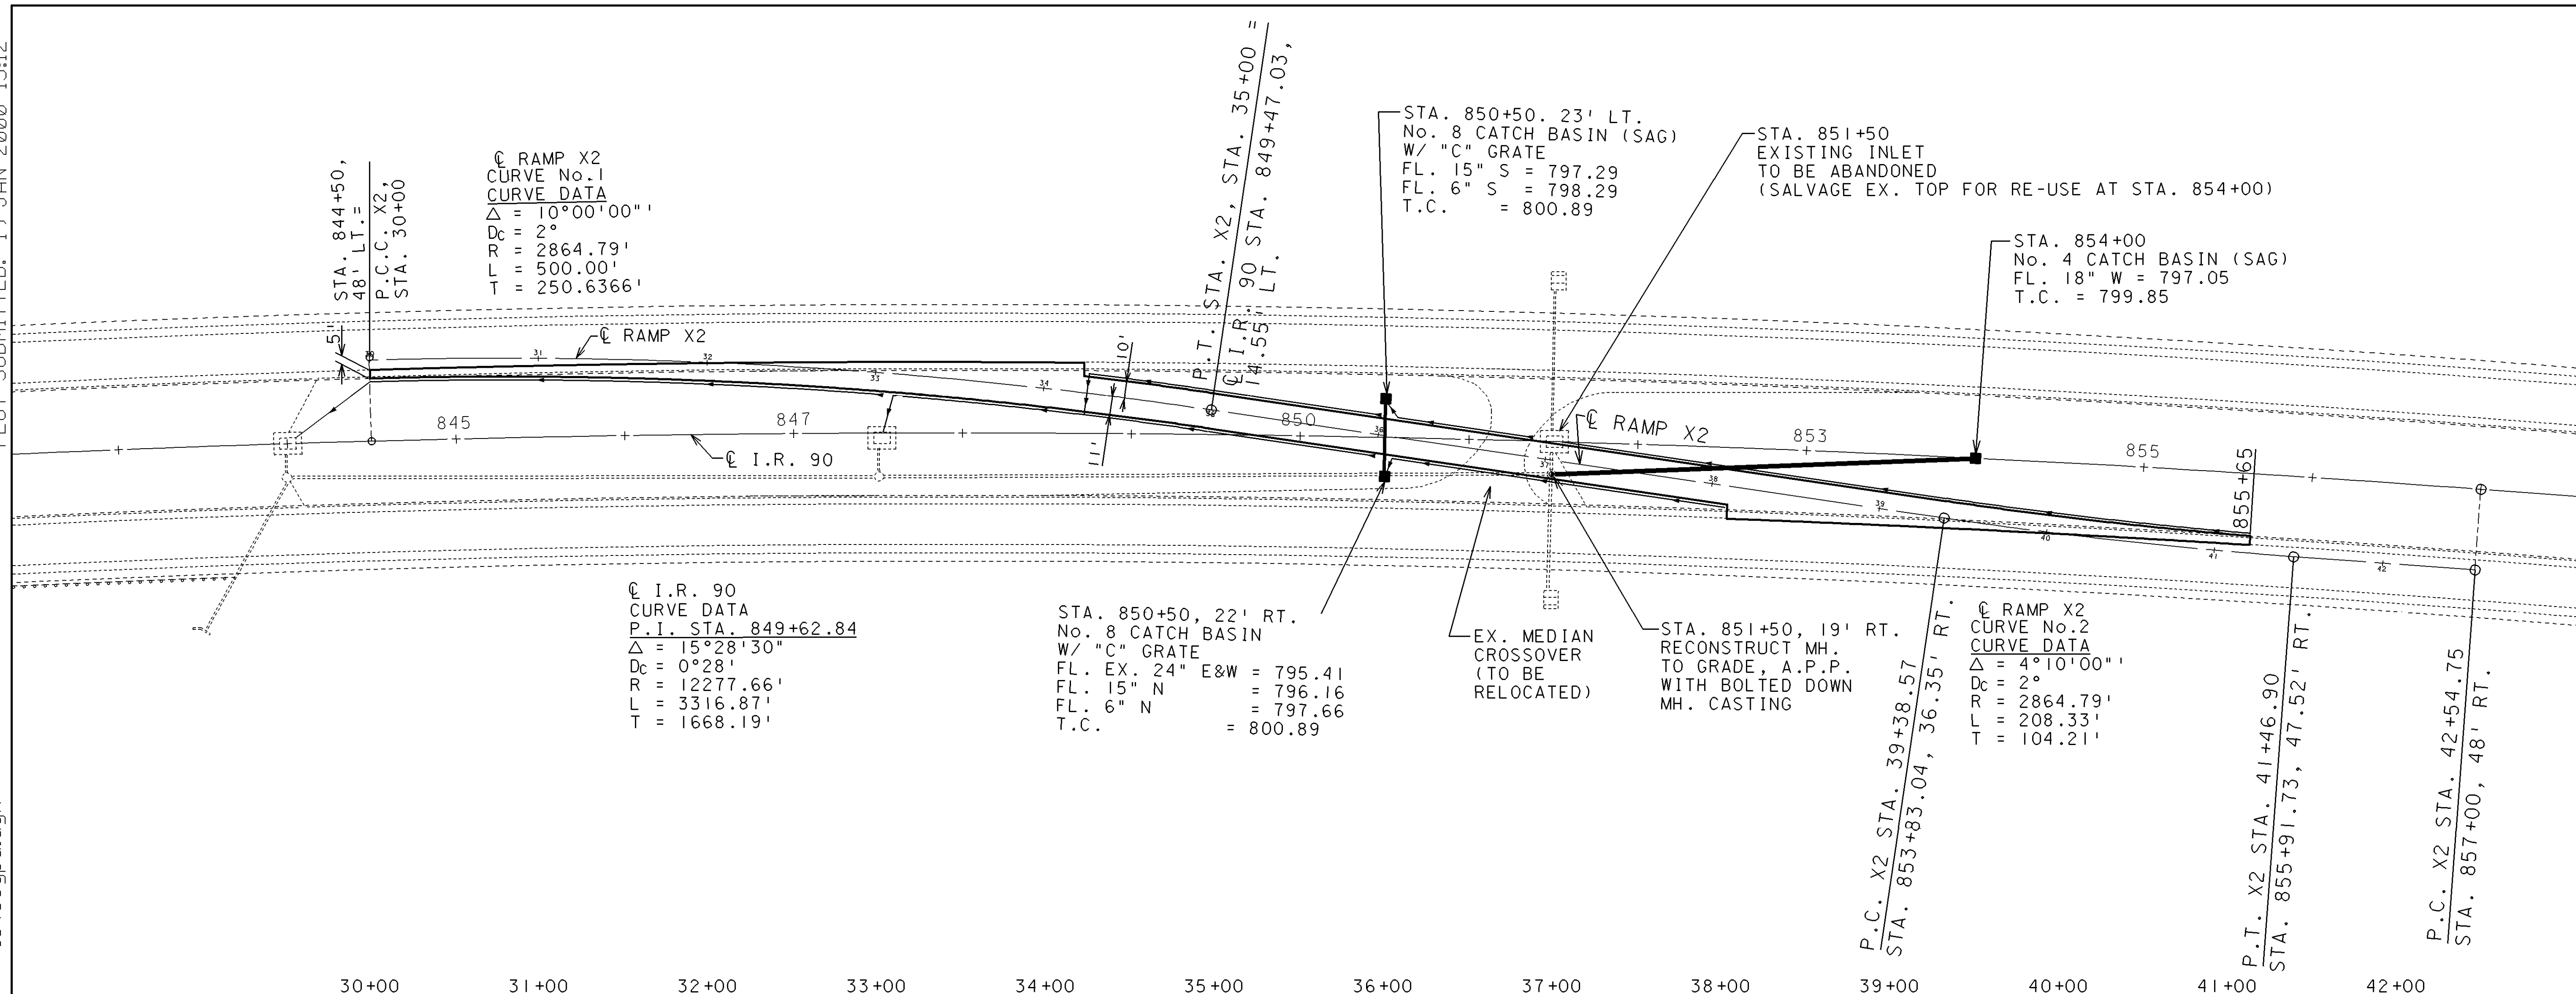 STA. 844+50,
48' LT.=
P.C.C. X2,
STA. 30+00
5'
℄ RAMP X2
CURVE No.1
CURVE DATA
△ = 10°00'00"'
Dc = 2°
R = 2864.79'
L = 500.00'
T = 250.6366'
P.T. STA. X2, STA. 35+00 =
℄ I.R. 90 STA. 849+47.03,
14.55' LT.
STA. 850+50. 23' LT.
No. 8 CATCH BASIN (SAG)
W/ "C" GRATE
FL. 15" S = 797.29
FL. 6" S = 798.29
T.C. = 800.89
STA. 851+50
EXISTING INLET
TO BE ABANDONED
(SALVAGE EX. TOP FOR RE-USE AT STA. 854+00)
STA. 854+00
No. 4 CATCH BASIN (SAG)
FL. 18" W = 797.05
T.C. = 799.85
℄ RAMP X2
30
31
32
33
34
35
36
37
38
39
40
41
42
10'
11'
845
847
850
853
855
℄ I.R. 90
℄ RAMP X2
855+65
℄ I.R. 90
CURVE DATA
P.I. STA. 849+62.84
△ = 15°28'30"
Dc = 0°28'
R = 12277.66'
L = 3316.87'
T = 1668.19'
STA. 850+50, 22' RT.
No. 8 CATCH BASIN
W/ "C" GRATE
FL. EX. 24" E&W = 795.41
FL. 15" N = 796.16
FL. 6" N = 797.66
T.C. = 800.89
EX. MEDIAN
CROSSOVER
(TO BE
RELOCATED)
STA. 851+50, 19' RT.
RECONSTRUCT MH.
TO GRADE, A.P.P.
WITH BOLTED DOWN
MH. CASTING
P.C. X2 STA. 39+38.57
STA. 853+83.04, 36.35' RT.
℄ RAMP X2
CURVE No.2
CURVE DATA
△ = 4°10'00"'
Dc = 2°
R = 2864.79'
L = 208.33'
T = 104.21'
P.T. X2 STA. 41+46.90
STA. 855+91.73, 47.52' RT.
P.C. X2 STA. 42+54.75
STA. 857+00, 48' RT.
30+00 31+00 32+00 33+00 34+00 35+00 36+00 37+00 38+00 39+00 40+00 41+00 42+00